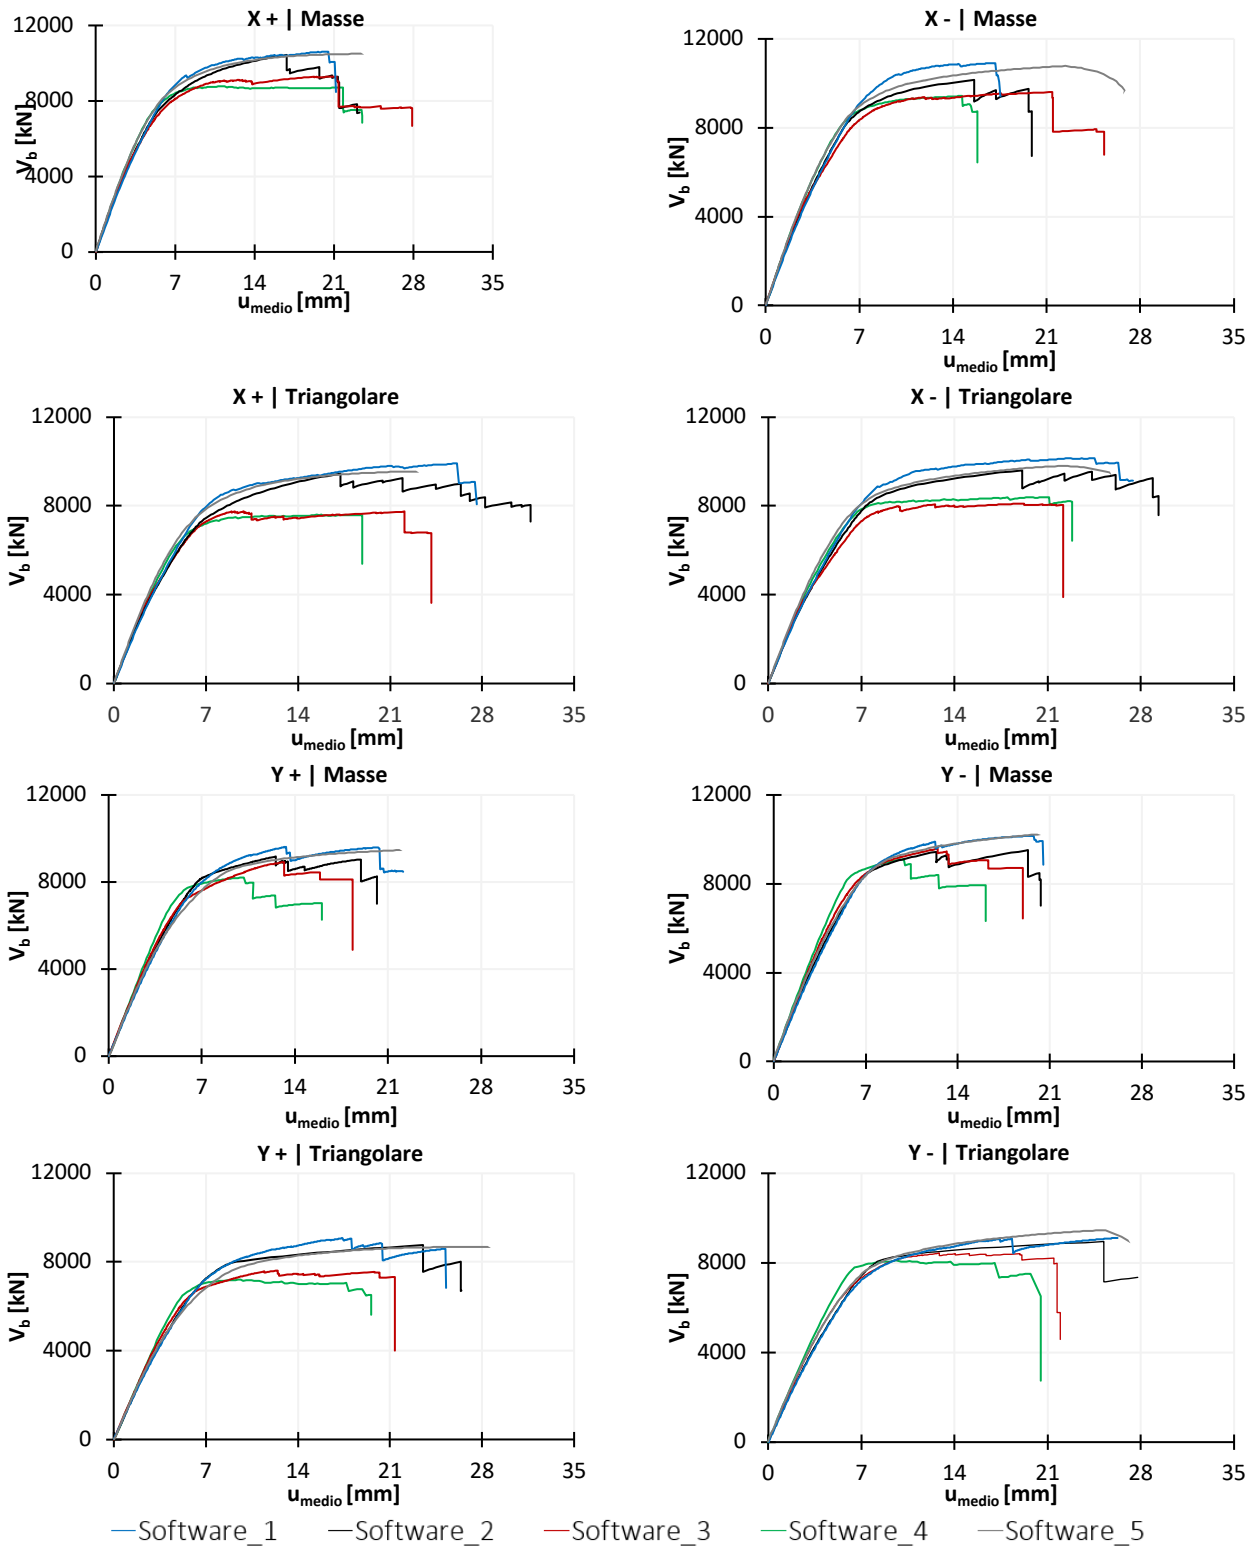 X + | Masse
12000
8000
4000
0
V_b [kN]
0 7 14 21 28 35
u_medio [mm]
X - | Masse
12000
8000
4000
0
V_b [kN]
0 7 14 21 28 35
u_medio [mm]
X + | Triangolare
12000
8000
4000
0
V_b [kN]
0 7 14 21 28 35
u_medio [mm]
X - | Triangolare
12000
8000
4000
0
V_b [kN]
0 7 14 21 28 35
u_medio [mm]
Y + | Masse
12000
8000
4000
0
V_b [kN]
0 7 14 21 28 35
u_medio [mm]
Y - | Masse
12000
8000
4000
0
V_b [kN]
0 7 14 21 28 35
u_medio [mm]
Y + | Triangolare
12000
8000
4000
0
V_b [kN]
0 7 14 21 28 35
u_medio [mm]
Y - | Triangolare
12000
8000
4000
0
V_b [kN]
0 7 14 21 28 35
u_medio [mm]
Software_1 Software_2 Software_3 Software_4 Software_5